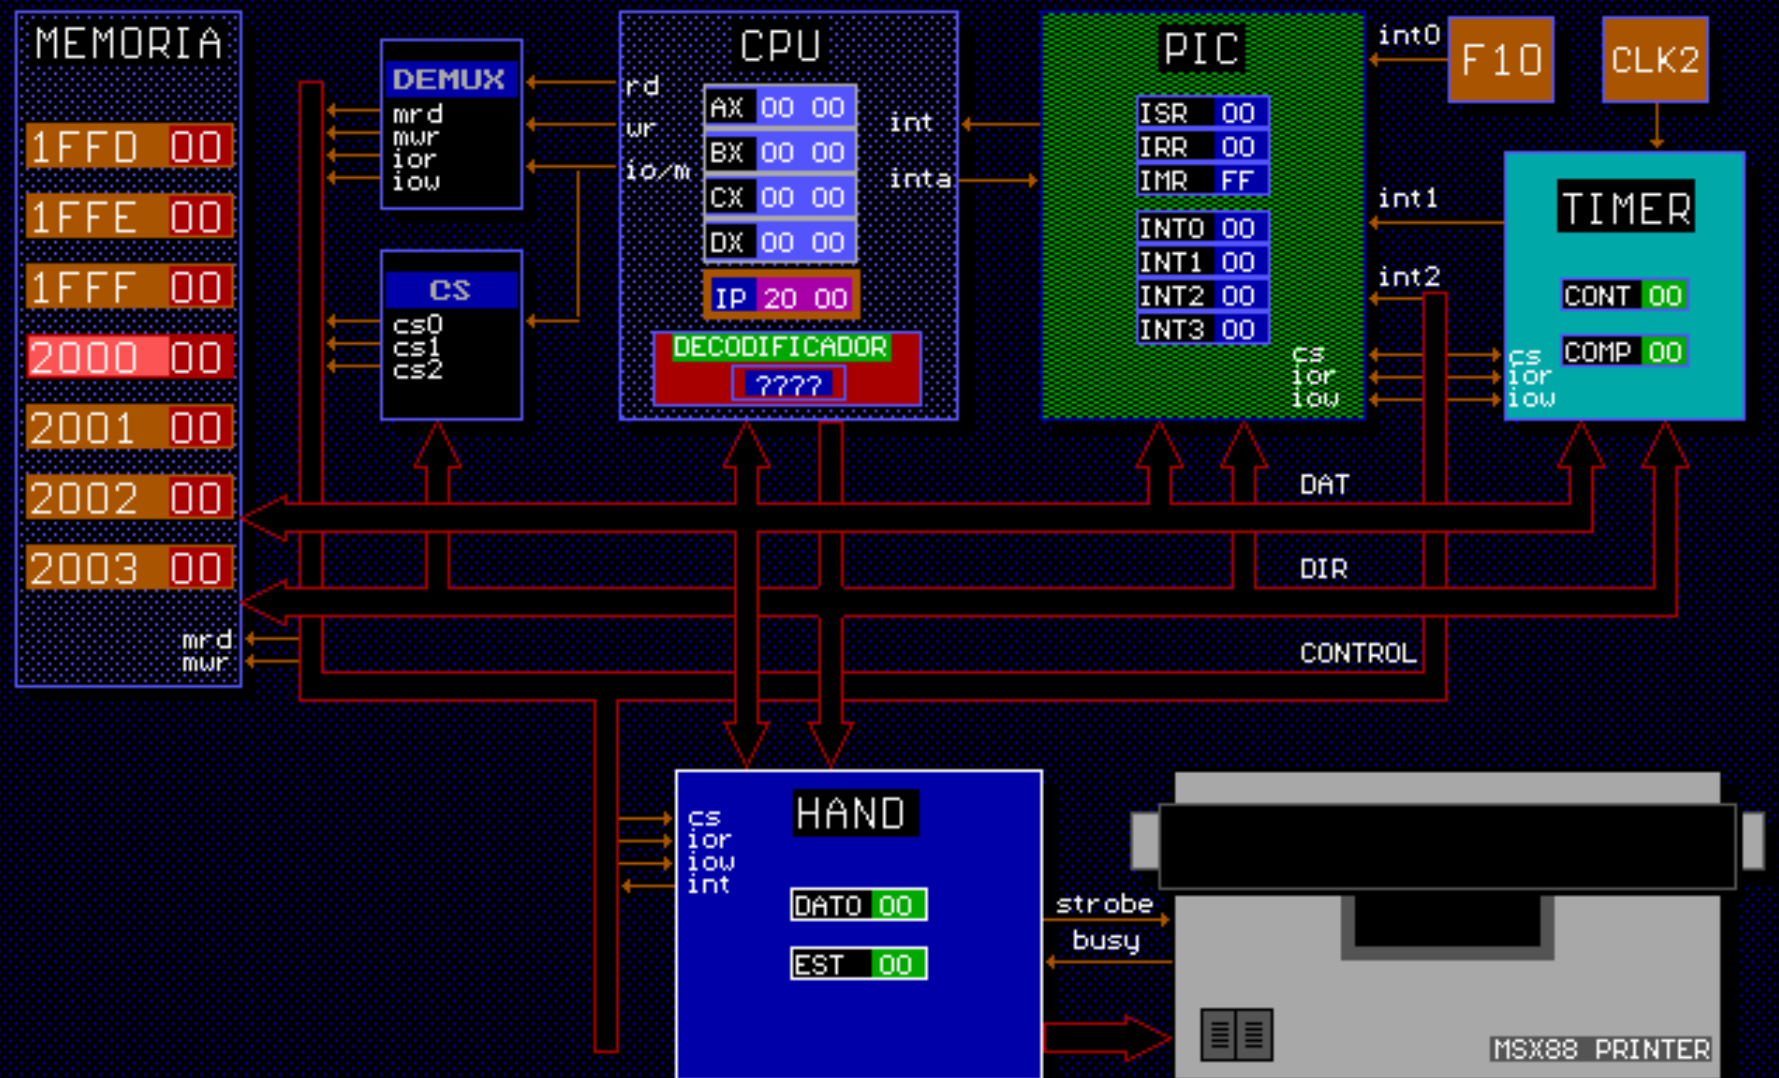 MEMORIA
1FFD 00
1FFE 00
1FFF 00
2000 00
2001 00
2002 00
2003 00
mrd
mwr
DEMUX
mrd
mwr
ior
iow
CS
cs0
cs1
cs2
CPU
rd
wr
io/m
AX 00 00
BX 00 00
CX 00 00
DX 00 00
IP 20 00
DECODIFICADOR
????
int
inta
PIC
ISR 00
IRR 00
IMR FF
INT0 00
INT1 00
INT2 00
INT3 00
cs
ior
iow
int0
int1
int2
F10
CLK2
TIMER
CONT 00
COMP 00
cs
ior
iow
DAT
DIR
CONTROL
HAND
cs
ior
iow
int
DATO 00
EST 00
strobe
busy
MSX88 PRINTER